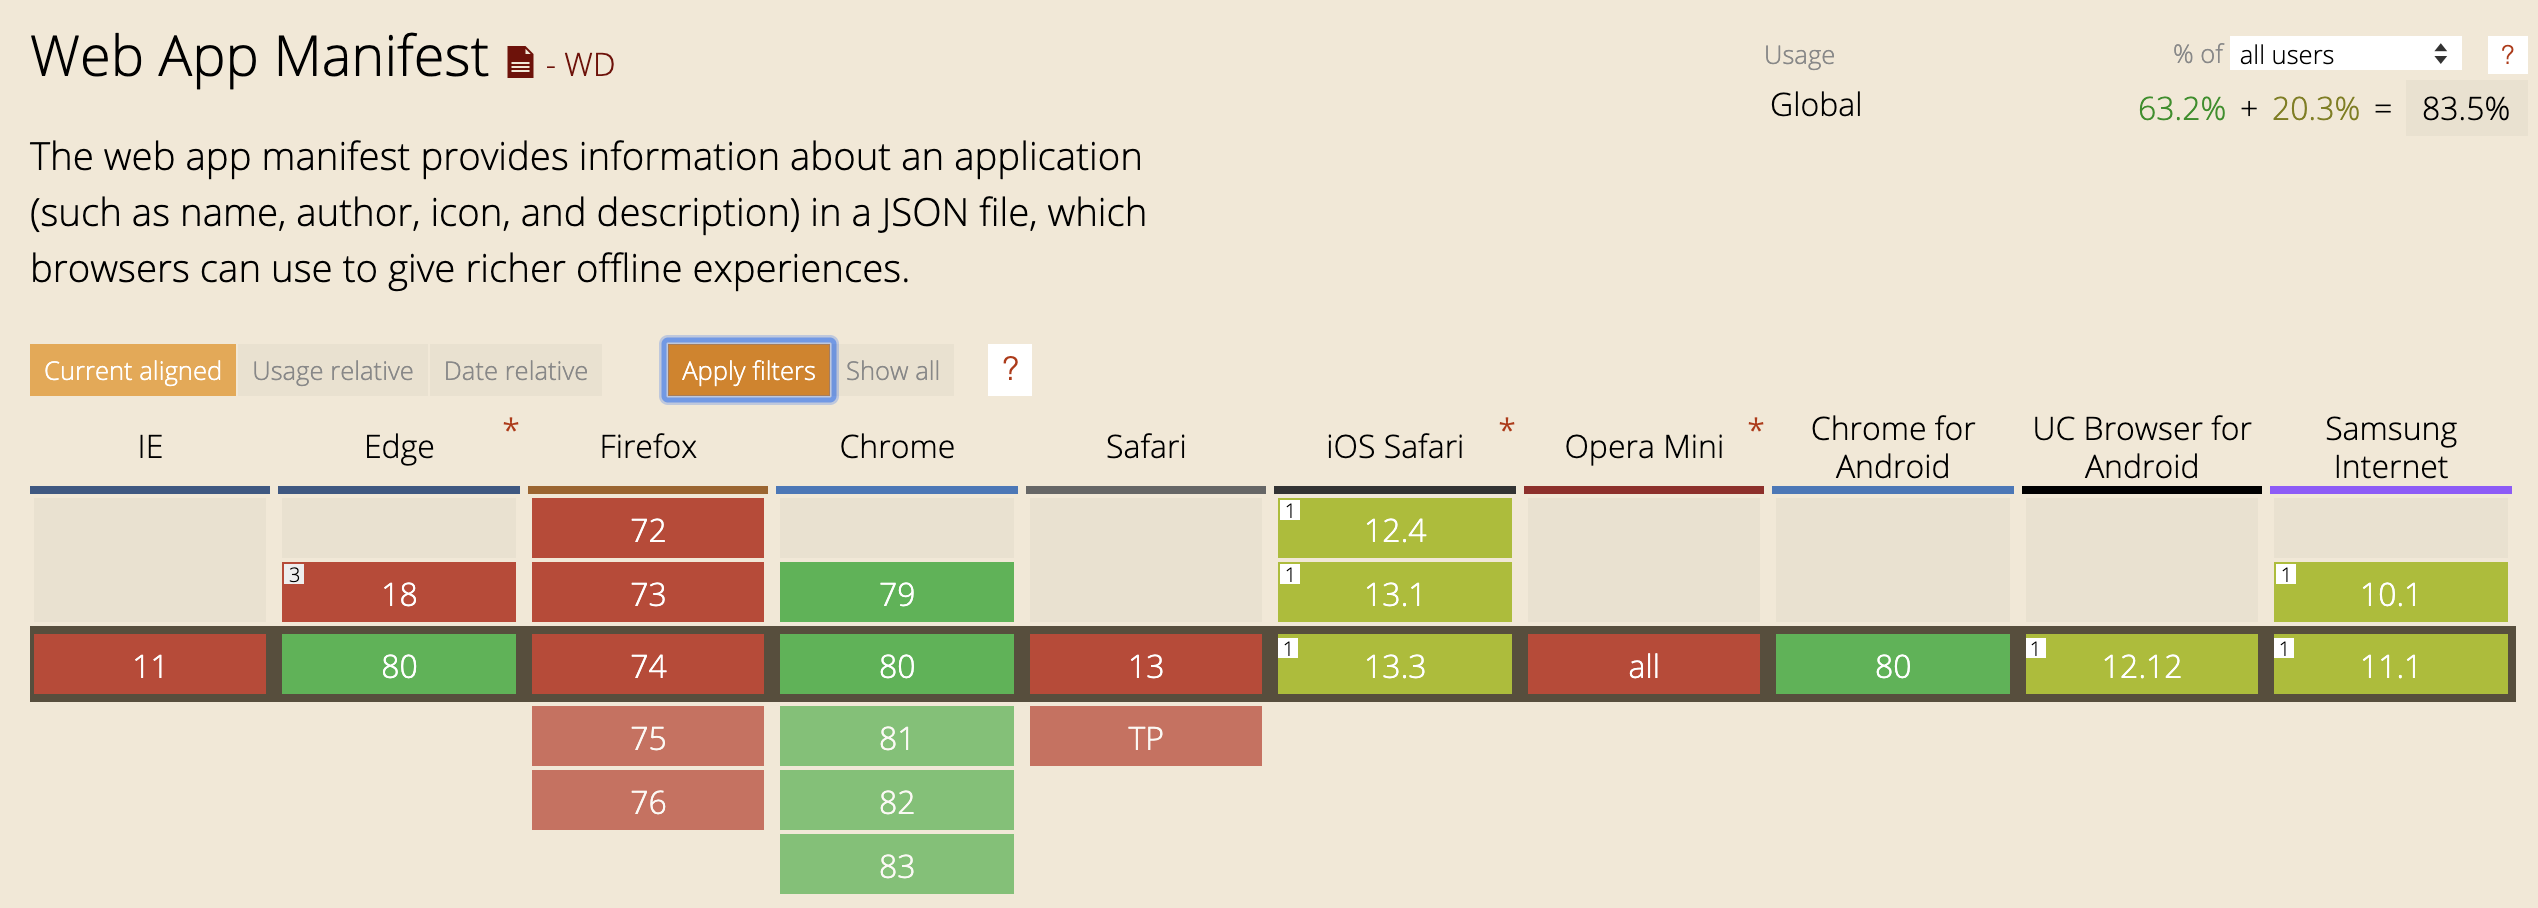 Web App Manifest - WD
Usage % of all users ?
Global 63.2% + 20.3% = 83.5%
The web app manifest provides information about an application
(such as name, author, icon, and description) in a JSON file, which
browsers can use to give richer offline experiences.
Current aligned Usage relative Date relative Apply filters Show all ?
IE Edge * Firefox Chrome Safari iOS Safari * Opera Mini * Chrome for Android UC Browser for Android Samsung Internet
72 1 12.4
3 18 73 79 1 13.1 1 10.1
11 80 74 80 13 1 13.3 all 80 1 12.12 1 11.1
75 81 TP
76 82
83